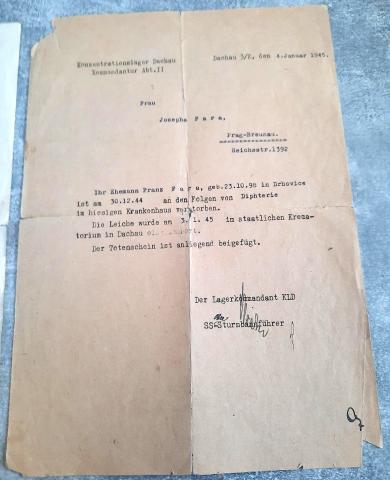 Konzentrationslager Dachau
Kommandantur Abt.II
Dachau 3/K, den 4.Januar 1945.
Frau
Josepha Fara,
Prag-Breunau.
Reichsstr.1392
Ihr Ehemann Franz Fara, geb.23.10.98 in Drhovice
ist am 30.12.44 an den Folgen von Diphterie
im hiesigen Krankenhaus verstorben.
Die Leiche wurde am 3.1.45 im staatlichen Krema-
torium in Dachau
Der Totenschein ist anliegend beigefügt.
Der Lagerkommandant KLD
SS-Sturmbannführer